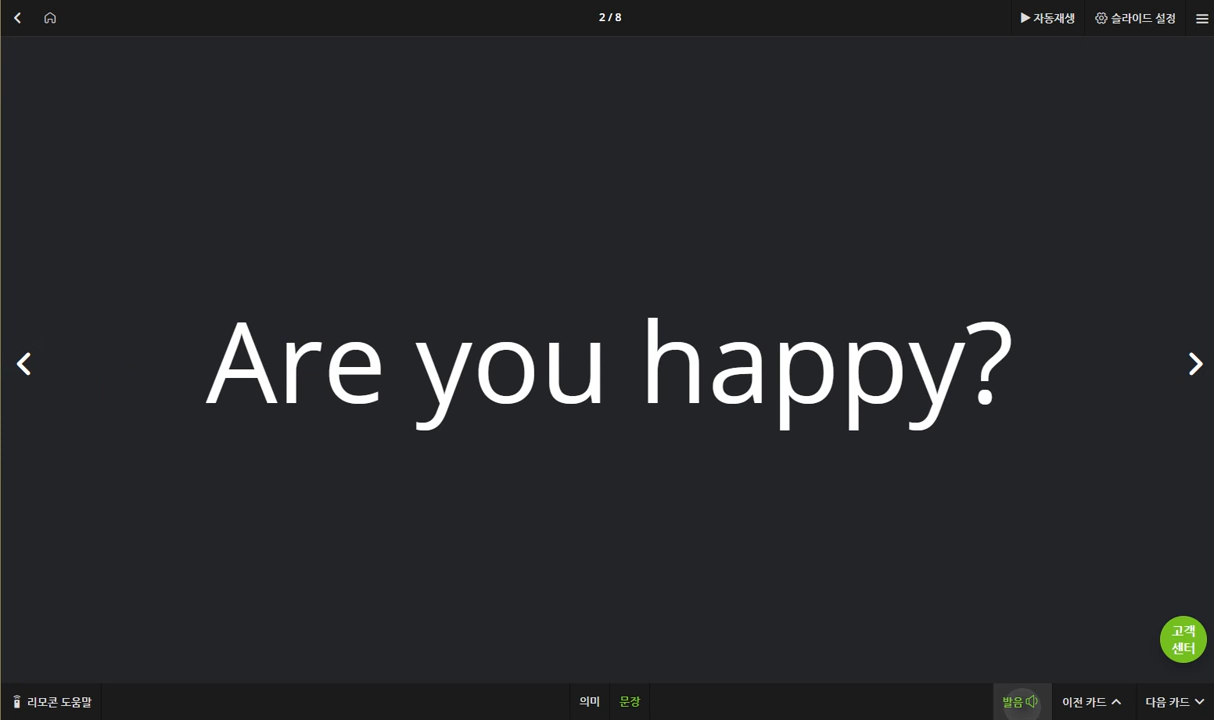 2 / 8
자동재생
슬라이드 설정
Are you happy?
고객
센터
리모콘 도움말
의미
문장
발음
이전 카드
다음 카드